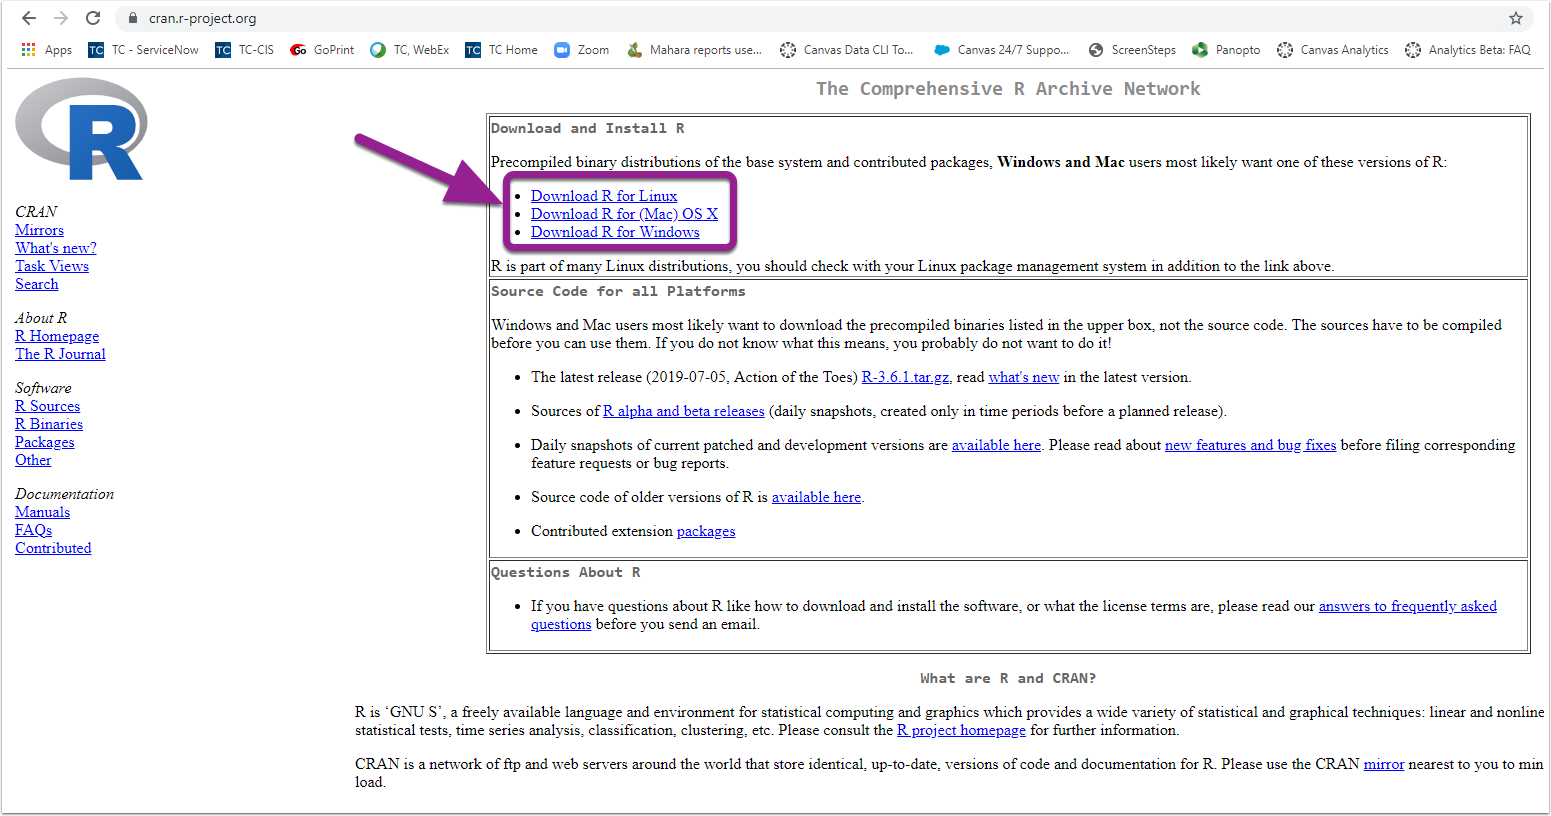 cran.r-project.org
Apps TC TC - ServiceNow TC TC-CIS Go GoPrint TC, WebEx TC TC Home Zoom Mahara reports use... Canvas Data CLI To... Canvas 24/7 Suppo... ScreenSteps Panopto Canvas Analytics Analytics Beta: FAQ
R
CRAN
Mirrors
What's new?
Task Views
Search
About R
R Homepage
The R Journal
Software
R Sources
R Binaries
Packages
Other
Documentation
Manuals
FAQs
Contributed
The Comprehensive R Archive Network
Download and Install R
Precompiled binary distributions of the base system and contributed packages, Windows and Mac users most likely want one of these versions of R:
• Download R for Linux
• Download R for (Mac) OS X
• Download R for Windows
R is part of many Linux distributions, you should check with your Linux package management system in addition to the link above.
Source Code for all Platforms
Windows and Mac users most likely want to download the precompiled binaries listed in the upper box, not the source code. The sources have to be compiled
before you can use them. If you do not know what this means, you probably do not want to do it!
• The latest release (2019-07-05, Action of the Toes) R-3.6.1.tar.gz, read what's new in the latest version.
• Sources of R alpha and beta releases (daily snapshots, created only in time periods before a planned release).
• Daily snapshots of current patched and development versions are available here. Please read about new features and bug fixes before filing corresponding
feature requests or bug reports.
• Source code of older versions of R is available here.
• Contributed extension packages
Questions About R
• If you have questions about R like how to download and install the software, or what the license terms are, please read our answers to frequently asked
questions before you send an email.
What are R and CRAN?
R is ‘GNU S’, a freely available language and environment for statistical computing and graphics which provides a wide variety of statistical and graphical techniques: linear and nonline
statistical tests, time series analysis, classification, clustering, etc. Please consult the R project homepage for further information.
CRAN is a network of ftp and web servers around the world that store identical, up-to-date, versions of code and documentation for R. Please use the CRAN mirror nearest to you to min
load.